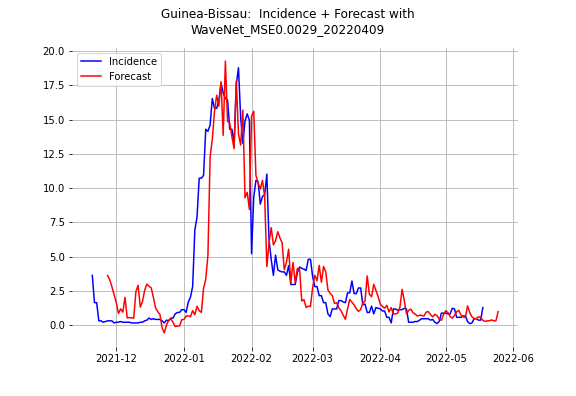 Guinea-Bissau:  Incidence + Forecast with
WaveNet_MSE0.0029_20220409
Incidence
Forecast
20.0
17.5
15.0
12.5
10.0
7.5
5.0
2.5
0.0
2021-12 2022-01 2022-02 2022-03 2022-04 2022-05 2022-06